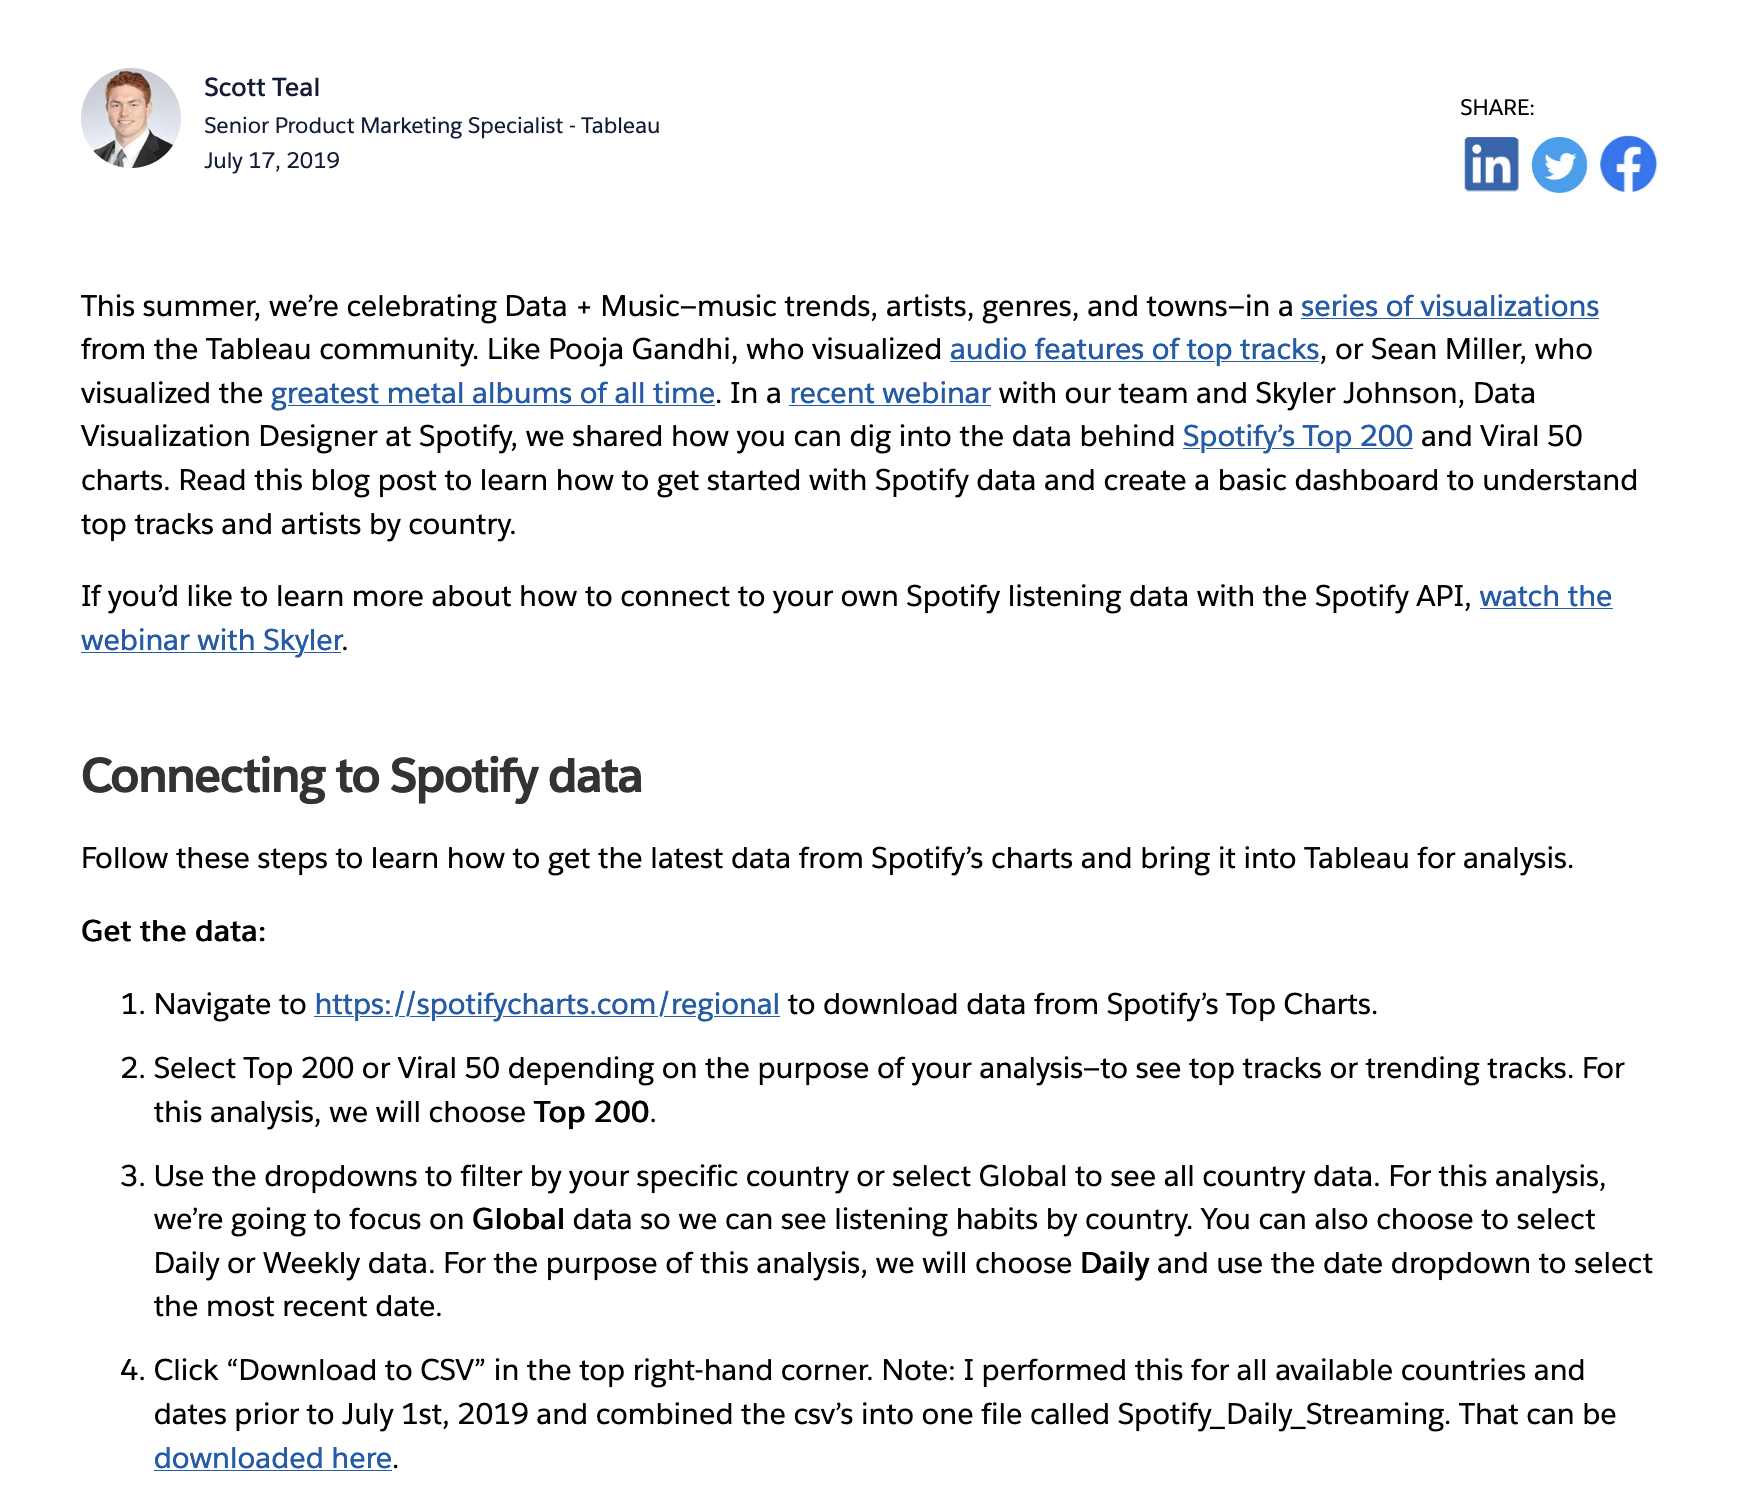 Scott Teal
Senior Product Marketing Specialist - Tableau
July 17, 2019
SHARE:
in
f
This summer, we’re celebrating Data + Music—music trends, artists, genres, and towns—in a series of visualizations
from the Tableau community. Like Pooja Gandhi, who visualized audio features of top tracks, or Sean Miller, who
visualized the greatest metal albums of all time. In a recent webinar with our team and Skyler Johnson, Data
Visualization Designer at Spotify, we shared how you can dig into the data behind Spotify’s Top 200 and Viral 50
charts. Read this blog post to learn how to get started with Spotify data and create a basic dashboard to understand
top tracks and artists by country.
If you’d like to learn more about how to connect to your own Spotify listening data with the Spotify API, watch the
webinar with Skyler.
Connecting to Spotify data
Follow these steps to learn how to get the latest data from Spotify’s charts and bring it into Tableau for analysis.
Get the data:
1. Navigate to https://spotifycharts.com/regional to download data from Spotify’s Top Charts.
2. Select Top 200 or Viral 50 depending on the purpose of your analysis—to see top tracks or trending tracks. For
this analysis, we will choose Top 200.
3. Use the dropdowns to filter by your specific country or select Global to see all country data. For this analysis,
we’re going to focus on Global data so we can see listening habits by country. You can also choose to select
Daily or Weekly data. For the purpose of this analysis, we will choose Daily and use the date dropdown to select
the most recent date.
4. Click “Download to CSV” in the top right-hand corner. Note: I performed this for all available countries and
dates prior to July 1st, 2019 and combined the csv’s into one file called Spotify_Daily_Streaming. That can be
downloaded here.